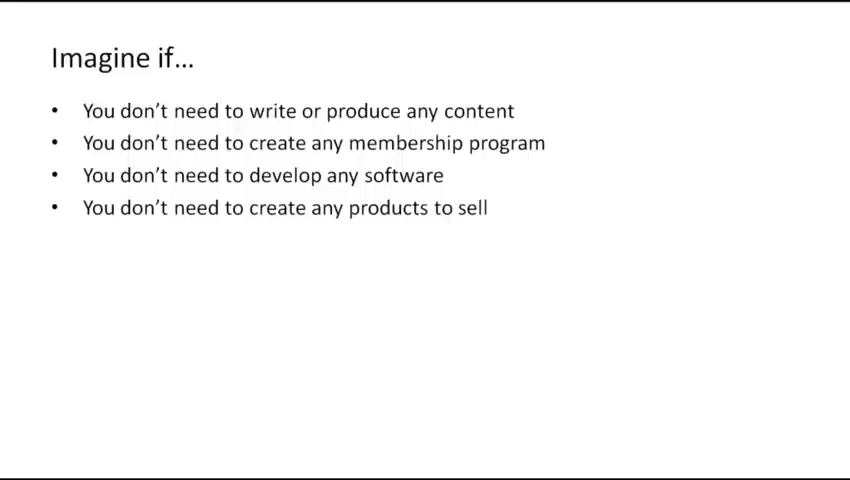 Imagine if…
• You don’t need to write or produce any content
• You don’t need to create any membership program
• You don’t need to develop any software
• You don’t need to create any products to sell